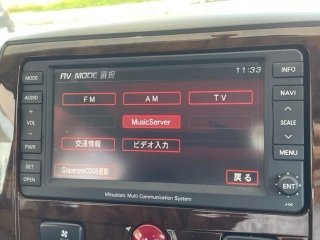 AV MODE 選択
11:33
MODE
INFO
FM AM TV
AUDIO
NAVI
+
VOL
-
MusicServer
SCALE
交通情報 ビデオ入力
PWR
MENU
GracenoteCDDB更新
戻る
SET
OPEN
ENT
Mitsubishi Multi Communication System